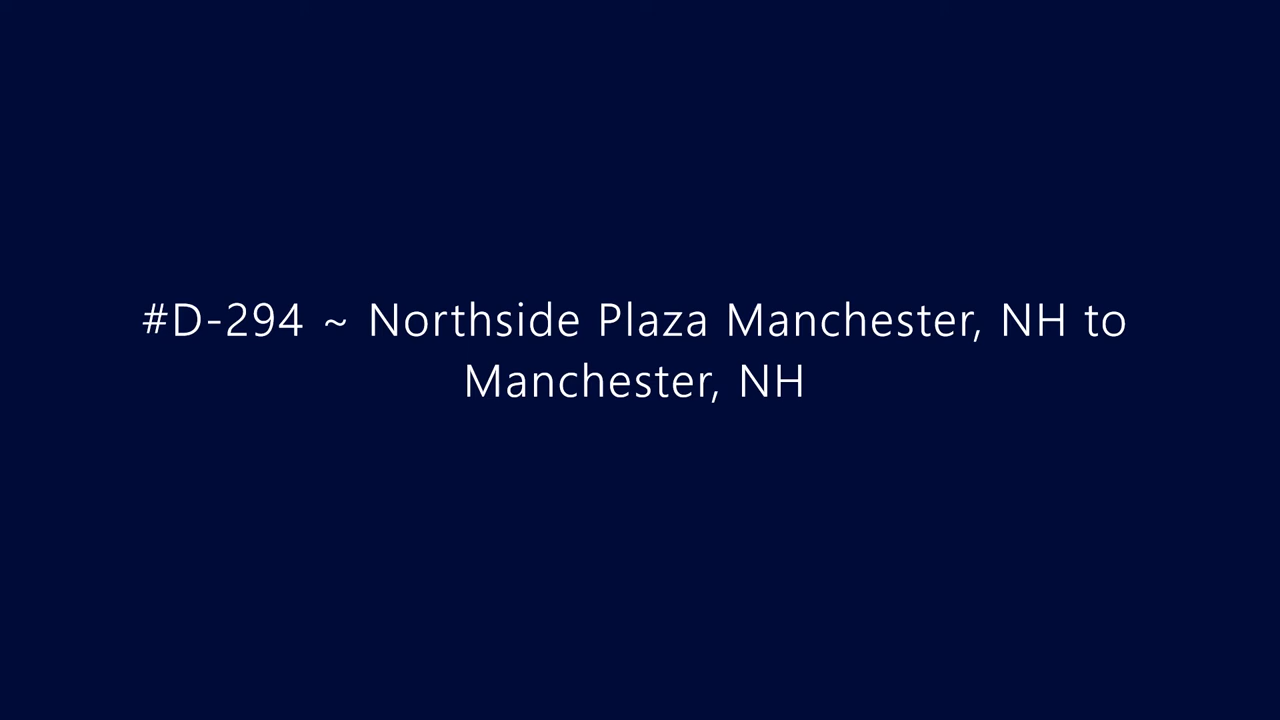 #D-294 ~ Northside Plaza Manchester, NH to
Manchester, NH